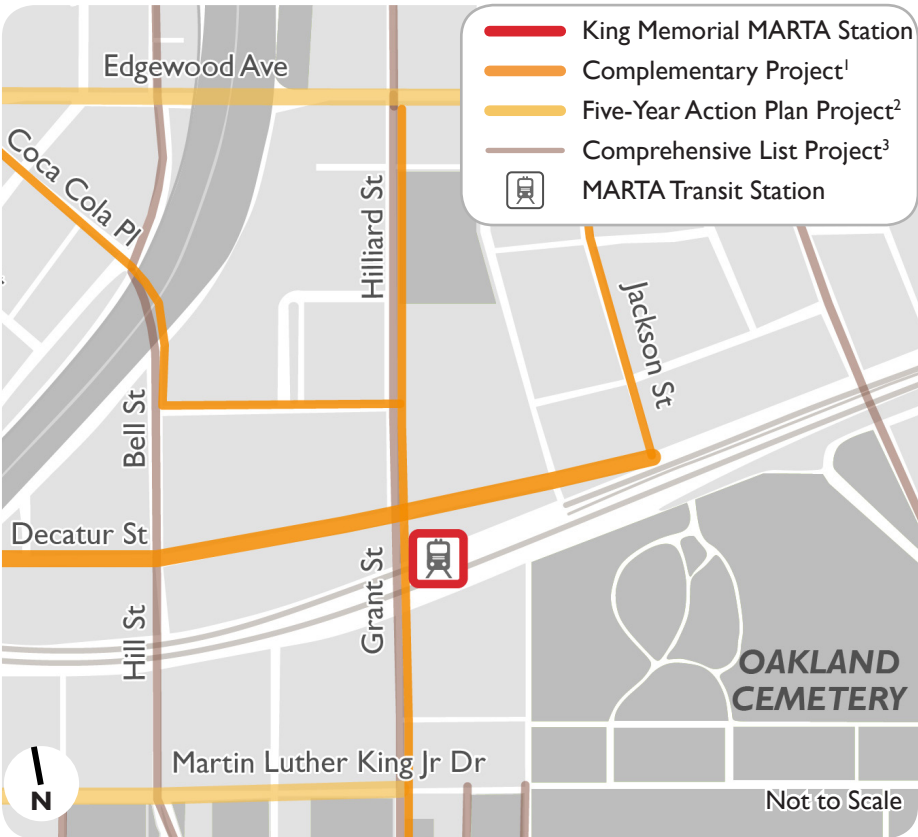 King Memorial MARTA Station
Complementary Project¹
Five-Year Action Plan Project²
Comprehensive List Project³
MARTA Transit Station
Edgewood Ave
Coca Cola Pl
Hilliard St
Jackson St
Bell St
Decatur St
Grant St
Hill St
OAKLAND
CEMETERY
Martin Luther King Jr Dr
N
Not to Scale